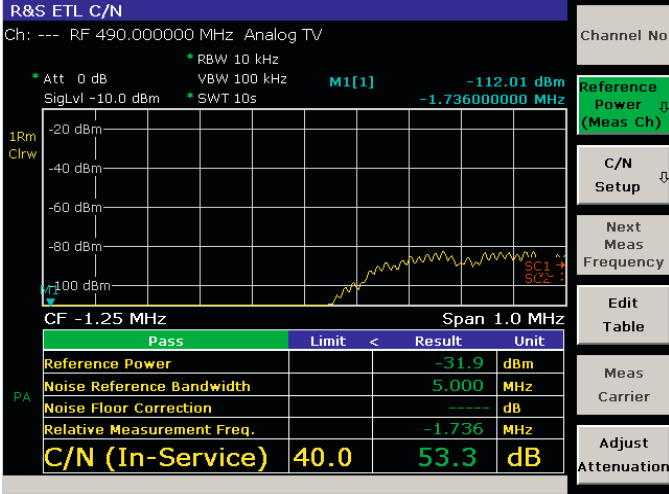 R&S ETL C/N
Ch: --- RF 490.000000 MHz Analog TV
* RBW 10 kHz
* Att 0 dB VBW 100 kHz M1[1] -112.01 dBm
SigLvl -10.0 dBm * SWT 10s -1.736000000 MHz
1Rm
Clrw
-20 dBm
-40 dBm
-60 dBm
-80 dBm
-100 dBm
M1
SC1
SC2
CF -1.25 MHz Span 1.0 MHz
Pass Limit < Result Unit
Reference Power -31.9 dBm
Noise Reference Bandwidth 5.000 MHz
PA
Noise Floor Correction ----- dB
Relative Measurement Freq. -1.736 MHz
C/N (In-Service) 40.0 53.3 dB
Channel No
Reference
Power
(Meas Ch)
C/N
Setup
Next
Meas
Frequency
Edit
Table
Meas
Carrier
Adjust
Attenuation